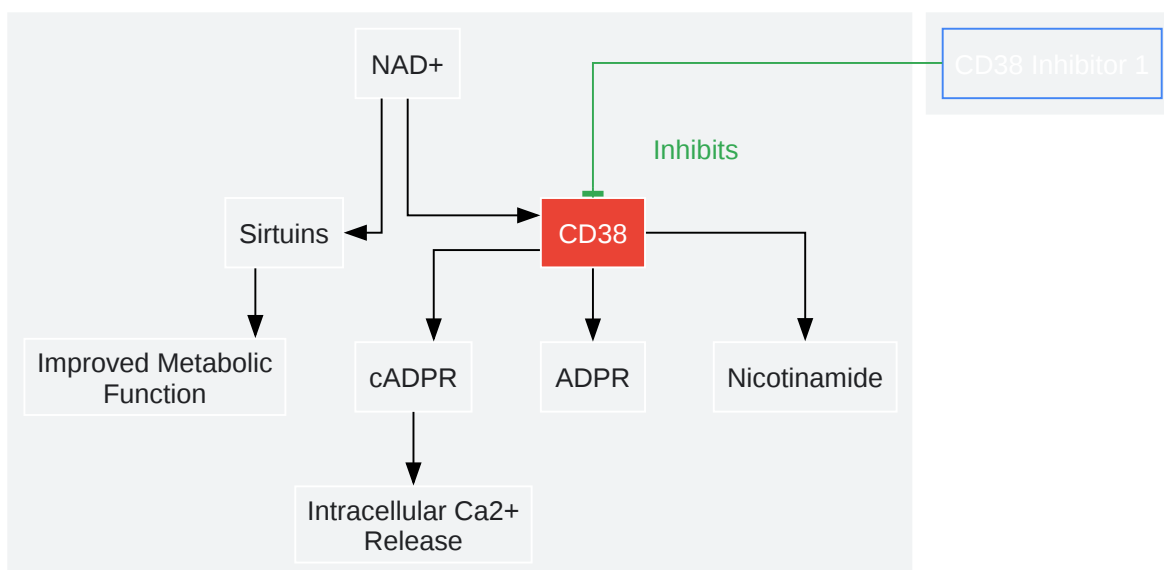 NAD+
CD38 Inhibitor 1
Inhibits
Sirtuins
CD38
Improved Metabolic
Function
cADPR
ADPR
Nicotinamide
Intracellular Ca2+
Release